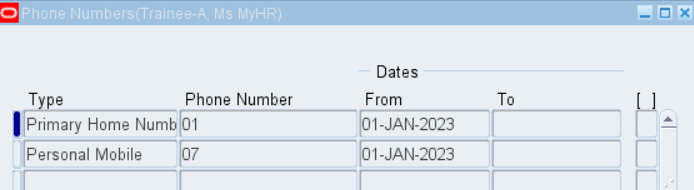 Phone Numbers(Trainee-A, Ms MyHR)
Dates
Type Phone Number From To [ ]
Primary Home Numb 01 01-JAN-2023
Personal Mobile 07 01-JAN-2023